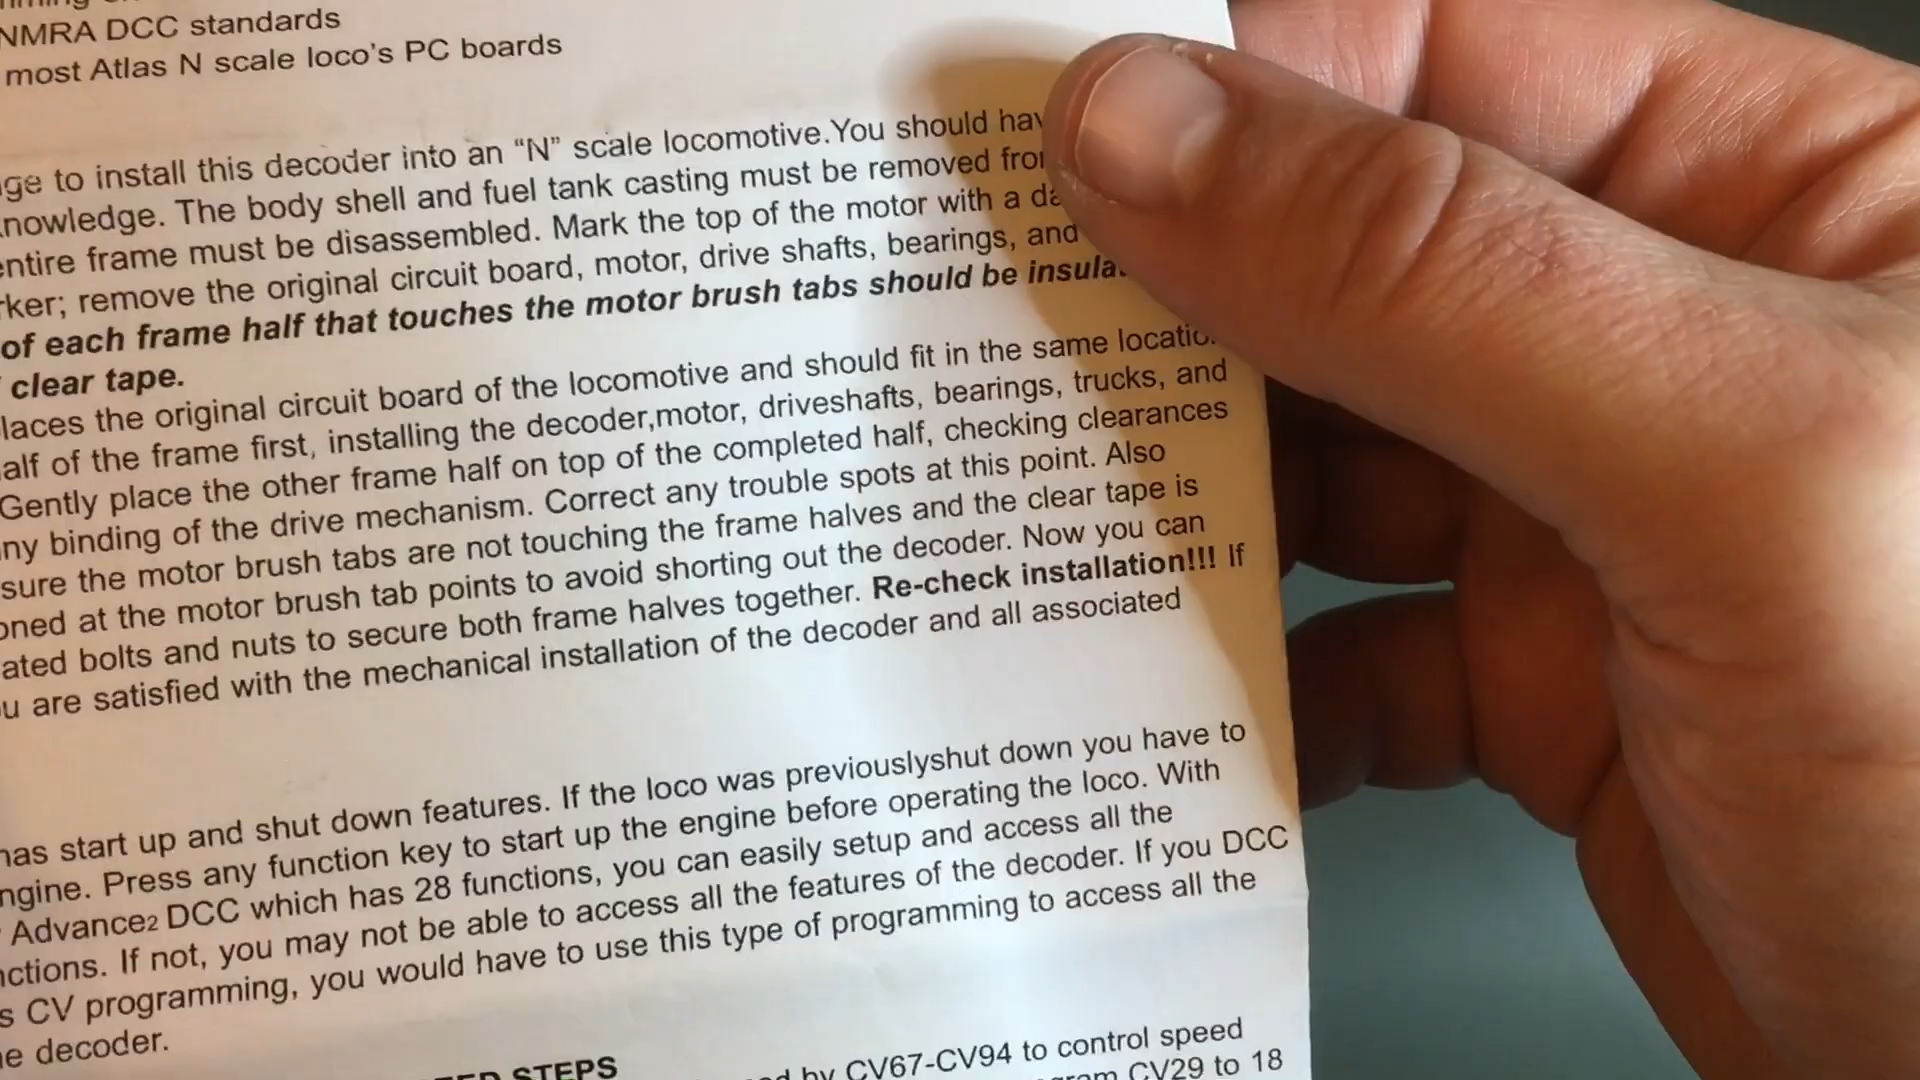 NMRA DCC standards
most Atlas N scale loco's PC boards
to install this decoder into an “N” scale locomotive.You should
The body shell and fuel tank casting must be removed
frame must be disassembled. Mark the top of the motor with a
remove the original circuit board, motor, drive shafts, bearings, and
of each frame half that touches the motor brush tabs should be
clear tape.
the original circuit board of the locomotive and should fit in the same
of the frame first, installing the decoder,motor, driveshafts, bearings, trucks, and
Gently place the other frame half on top of the completed half, checking clearances
binding of the drive mechanism. Correct any trouble spots at this point. Also
sure the motor brush tabs are not touching the frame halves and the clear tape is
at the motor brush tab points to avoid shorting out the decoder. Now you can
bolts and nuts to secure both frame halves together. Re-check installation!!! If
are satisfied with the mechanical installation of the decoder and all associated
has start up and shut down features. If the loco was previouslyshut down you have to
Press any function key to start up the engine before operating the loco. With
Advance2 DCC which has 28 functions, you can easily setup and access all the
If not, you may not be able to access all the features of the decoder. If you DCC
CV programming, you would have to use this type of programming to access all the
decoder.
STEPS
by CV67-CV94 to control speed
CV29 to 18